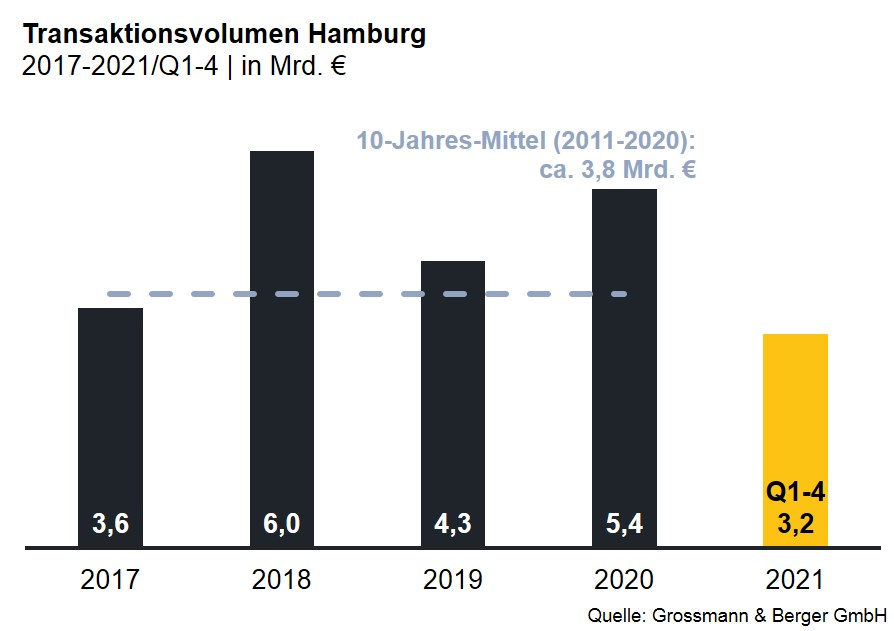 Transaktionsvolumen Hamburg
2017-2021/Q1-4 | in Mrd. €
10-Jahres-Mittel (2011-2020):
ca. 3,8 Mrd. €
Q1-4
3,6 6,0 4,3 5,4 3,2
2017 2018 2019 2020 2021
Quelle: Grossmann & Berger GmbH